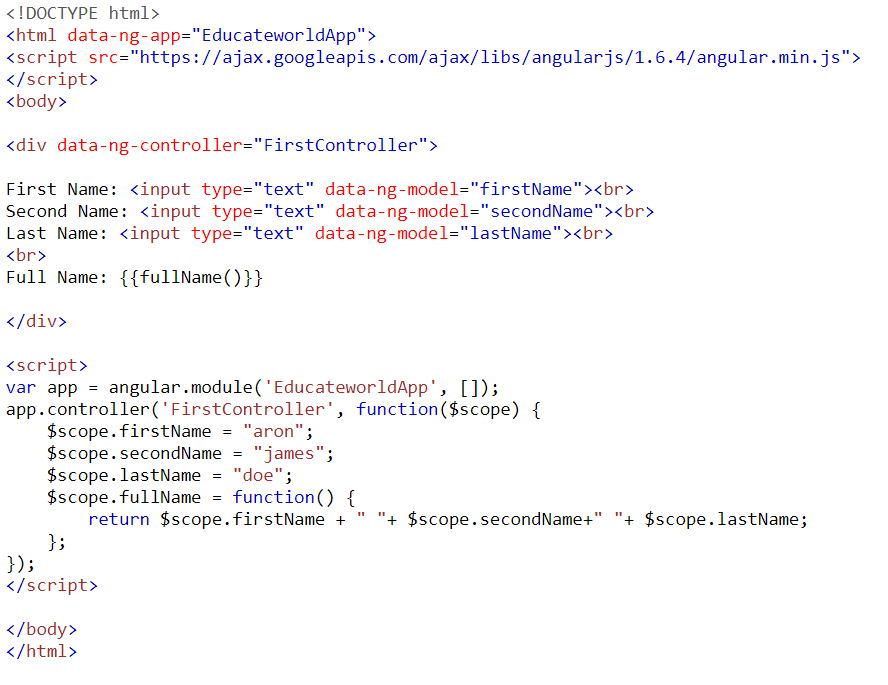 <!DOCTYPE html>
<html data-ng-app="EducateworldApp">
<script src="https://ajax.googleapis.com/ajax/libs/angularjs/1.6.4/angular.min.js">
</script>
<body>
<div data-ng-controller="FirstController">
First Name: <input type="text" data-ng-model="firstName"><br>
Second Name: <input type="text" data-ng-model="secondName"><br>
Last Name: <input type="text" data-ng-model="lastName"><br>
<br>
Full Name: {{fullName()}}
</div>
<script>
var app = angular.module('EducateworldApp', []);
app.controller('FirstController', function($scope) {
    $scope.firstName = "aron";
    $scope.secondName = "james";
    $scope.lastName = "doe";
    $scope.fullName = function() {
        return $scope.firstName + " "+ $scope.secondName+" "+ $scope.lastName;
    };
});
</script>
</body>
</html>